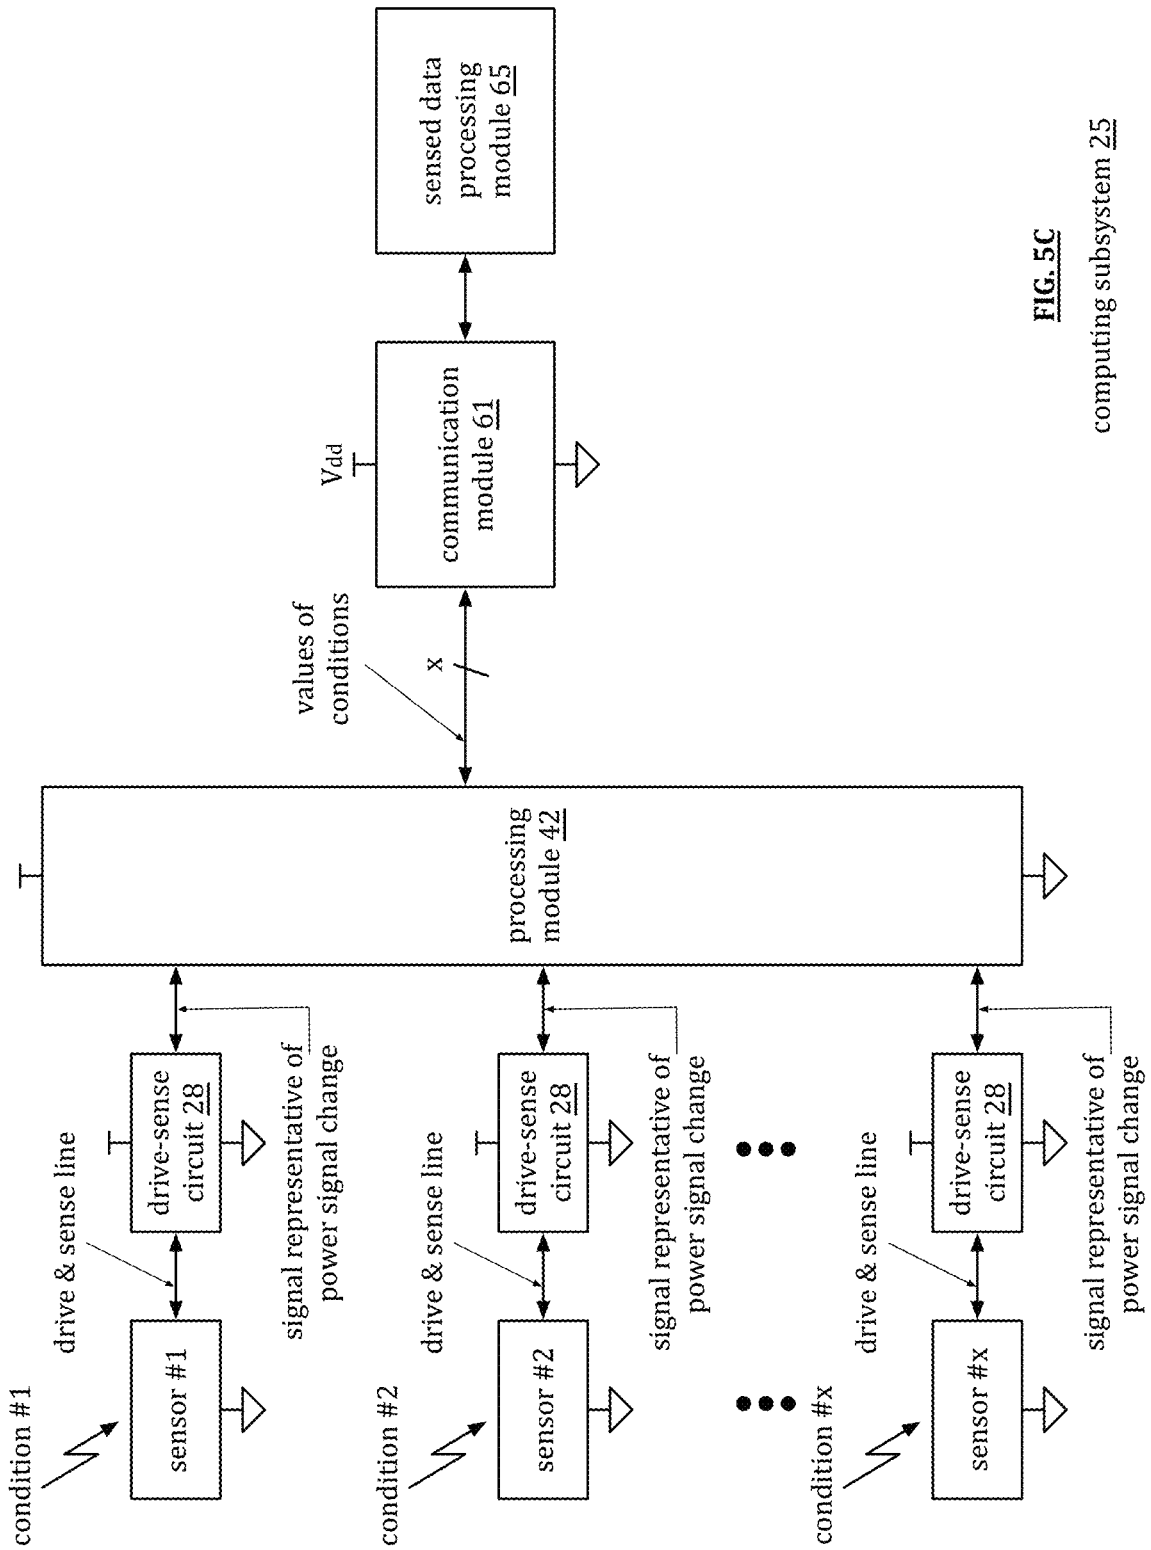 condition #1
sensor #1
drive & sense line
drive-sense
circuit 28
signal representative of
power signal change
condition #2
sensor #2
drive & sense line
drive-sense
circuit 28
signal representative of
power signal change
condition #x
sensor #x
drive & sense line
drive-sense
circuit 28
signal representative of
power signal change
processing
module 42
values of
conditions
x
Vdd
communication
module 61
sensed data
processing
module 65
FIG. 5C
computing subsystem 25